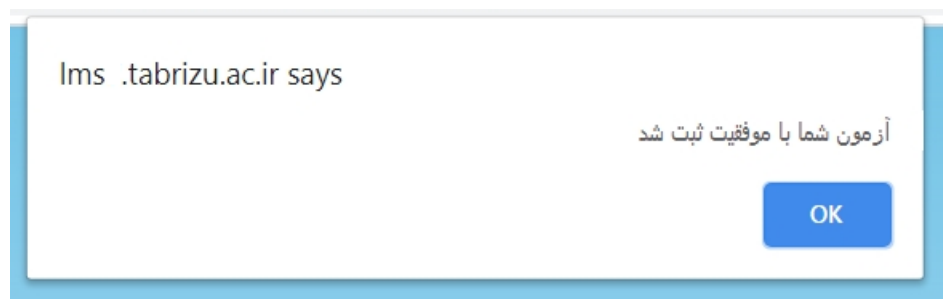 lms .tabrizu.ac.ir says
آزمون شما با موفقیت ثبت شد
OK